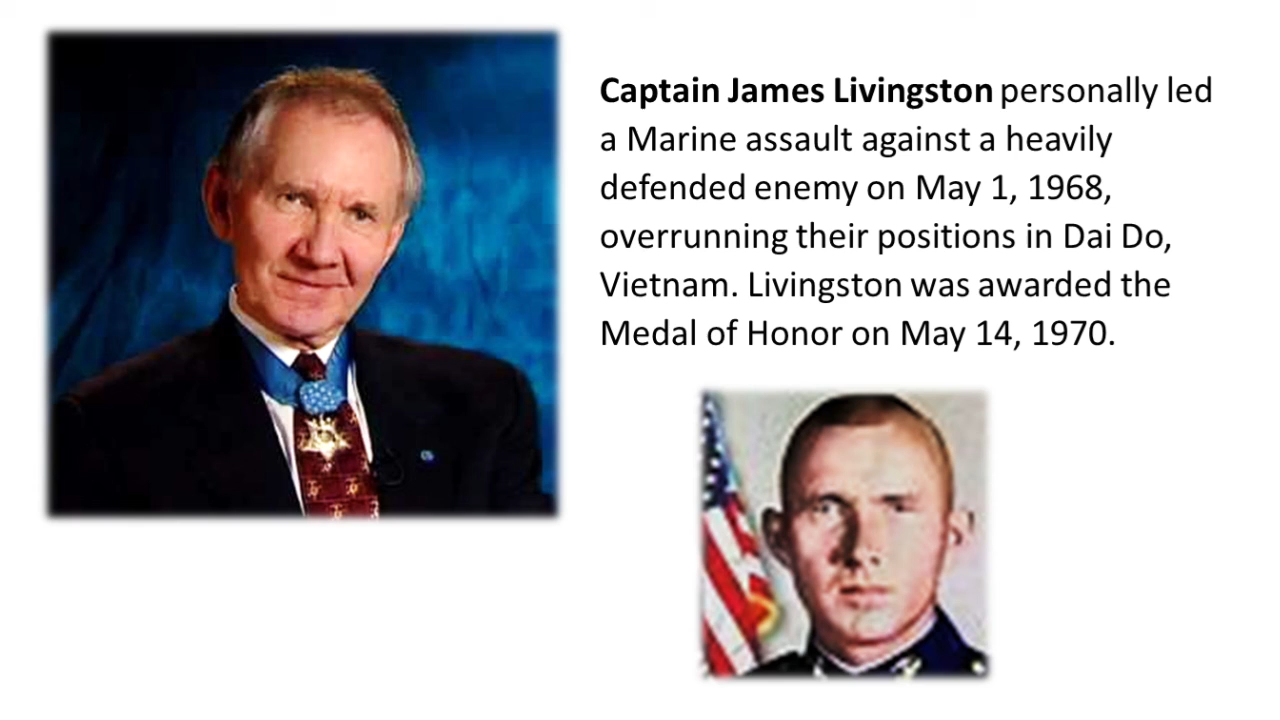 Captain James Livingston personally led
a Marine assault against a heavily
defended enemy on May 1, 1968,
overrunning their positions in Dai Do,
Vietnam. Livingston was awarded the
Medal of Honor on May 14, 1970.